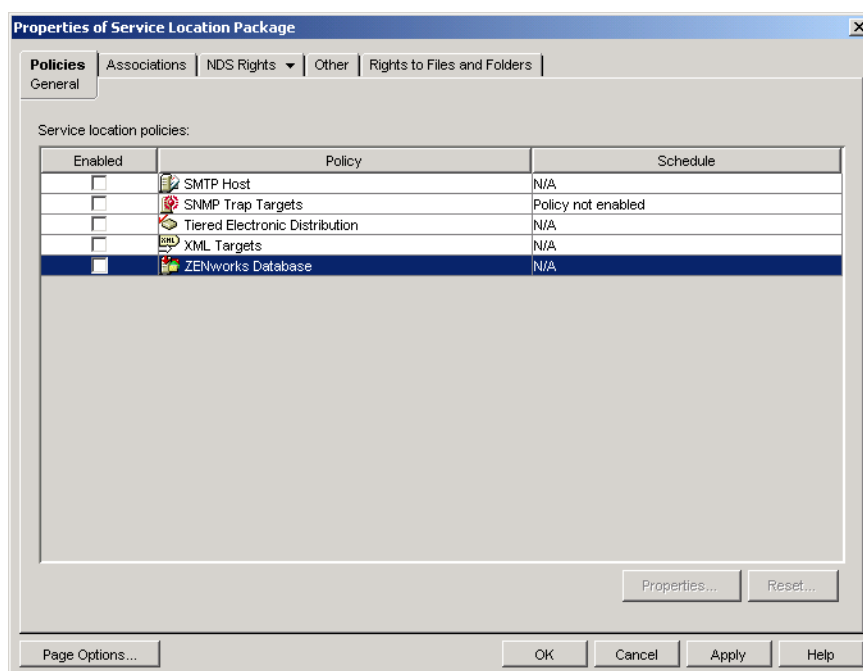 Properties of Service Location Package
Policies Associations NDS Rights Other Rights to Files and Folders
General
Service location policies:
Enabled Policy Schedule
SMTP Host N/A
SNMP Trap Targets Policy not enabled
Tiered Electronic Distribution N/A
XML XML Targets N/A
ZENworks Database N/A
Properties... Reset...
Page Options... OK Cancel Apply Help